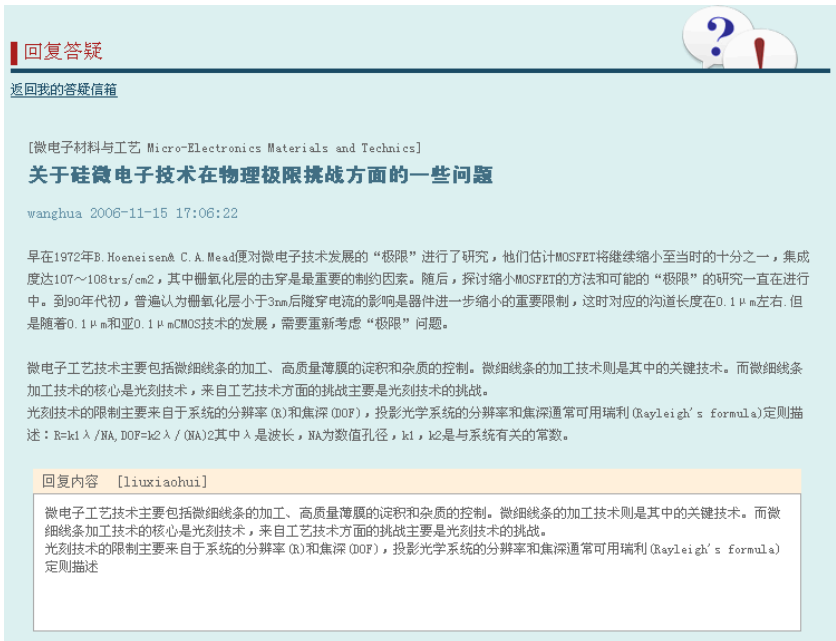 回复答疑
返回我的答疑信箱
[微电子材料与工艺 Micro-Electronics Materials and Technics]
关于硅微电子技术在物理极限挑战方面的一些问题
wanghua 2006-11-15 17:06:22
早在1972年B.Hoeneisen& C.A.Mead便对微电子技术发展的“极限”进行了研究，他们估计MOSFET将继续缩小至当时的十分之一，集成
度达107～108trs/cm2，其中栅氧化层的击穿是最重要的制约因素。随后，探讨缩小MOSFET的方法和可能的“极限”的研究一直在进行
中。到90年代初，普遍认为栅氧化层小于3nm后隧穿电流的影响是器件进一步缩小的重要限制，这时对应的沟道长度在0.1μm左右.但
是随着0.1μm和亚0.1μmCMOS技术的发展，需要重新考虑“极限”问题。
微电子工艺技术主要包括微细线条的加工、高质量薄膜的淀积和杂质的控制。微细线条的加工技术则是其中的关键技术。而微细线条
加工技术的核心是光刻技术，来自工艺技术方面的挑战主要是光刻技术的挑战。
光刻技术的限制主要来自于系统的分辨率(R)和焦深(DOF)，投影光学系统的分辨率和焦深通常可用瑞利(Rayleigh's formula)定则描
述：R=k1λ/NA,DOF=k2λ/(NA)2其中λ是波长，NA为数值孔径，k1，k2是与系统有关的常数。
回复内容 [liuxiaohui]
微电子工艺技术主要包括微细线条的加工、高质量薄膜的淀积和杂质的控制。微细线条的加工技术则是其中的关键技术。而微
细线条加工技术的核心是光刻技术，来自工艺技术方面的挑战主要是光刻技术的挑战。
光刻技术的限制主要来自于系统的分辨率(R)和焦深(DOF)，投影光学系统的分辨率和焦深通常可用瑞利(Rayleigh's formula)
定则描述